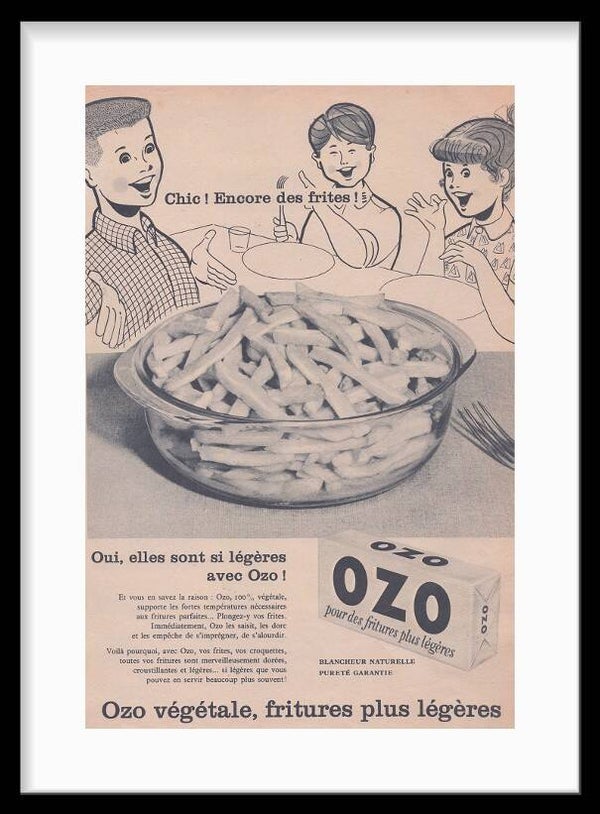 Chic ! Encore des frites !
Oui, elles sont si légères
avec Ozo !
Et vous en savez la raison : Ozo, 100 %, végétale,
supporte les fortes températures nécessaires
aux fritures parfaites... Plongez-y vos frites.
Immédiatement, Ozo les saisit, les dore
et les empêche de s'imprégner, de s'alourdir.
Voilà pourquoi, avec Ozo, vos frites, vos croquettes,
toutes vos fritures sont merveilleusement dorées,
croustillantes et légères... si légères que vous
pouvez en servir beaucoup plus souvent!
OZO
OZO
pour des fritures plus légères
OZO
BLANCHEUR NATURELLE
PURETÉ GARANTIE
Ozo végétale, fritures plus légères